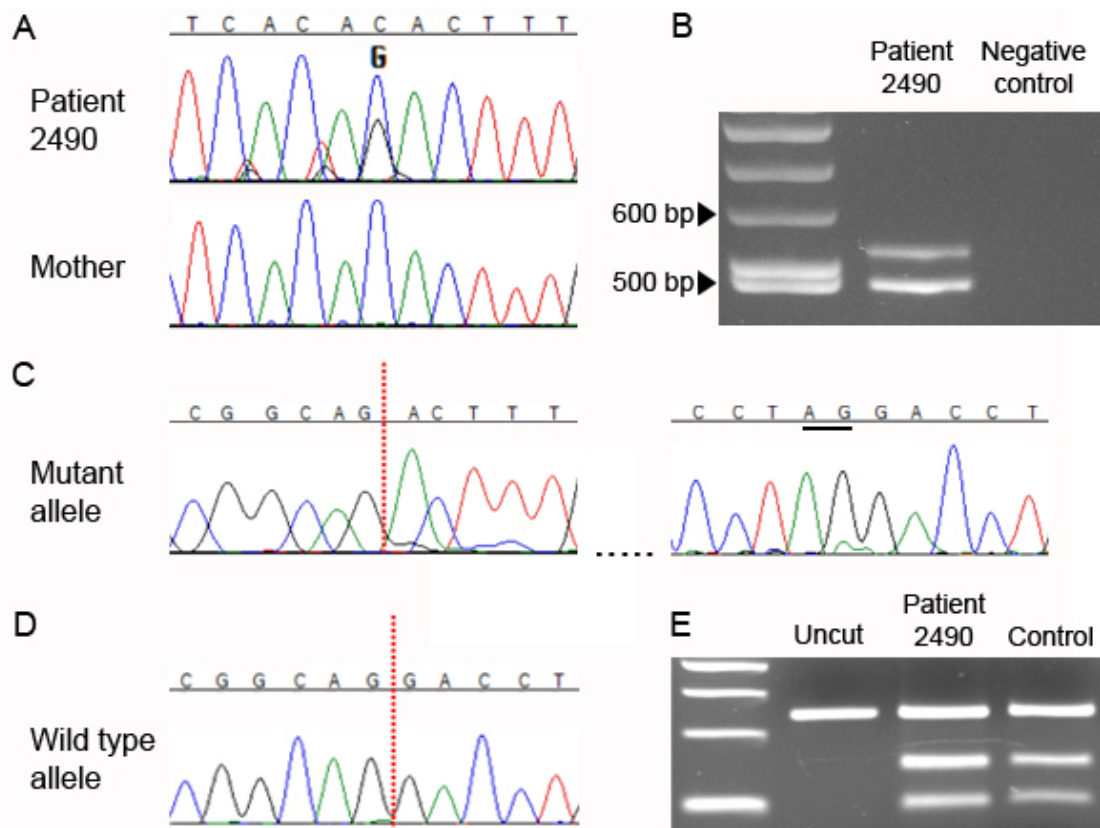 A
T C A C A C A C T T T
G
Patient
2490
Mother
B
Patient
2490
Negative
control
600 bp
500 bp
C
C G G C A G A C T T T
Mutant
allele
C C T A G G A C C T
D
C G G C A G G A C C T
Wild type
allele
E
Uncut
Patient
2490
Control